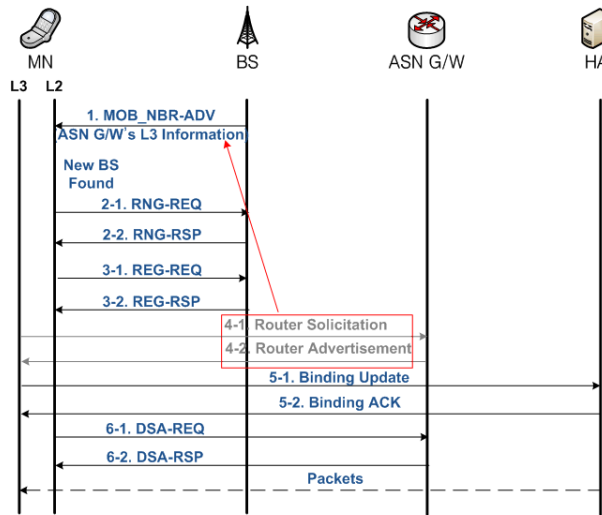 MN
BS
ASN G/W
HA
L3
L2
1. MOB_NBR-ADV
(ASN G/W's L3 Information)
New BS
Found
2-1. RNG-REQ
2-2. RNG-RSP
3-1. REG-REQ
3-2. REG-RSP
4-1. Router Solicitation
4-2. Router Advertisement
5-1. Binding Update
5-2. Binding ACK
6-1. DSA-REQ
6-2. DSA-RSP
Packets